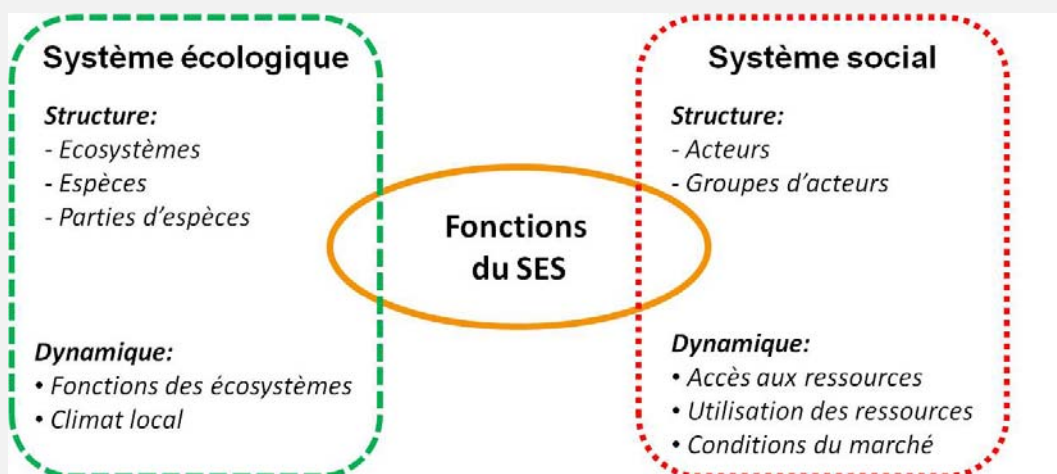 Système écologique
Structure:
- Ecosystèmes
- Espèces
- Parties d'espèces
Dynamique:
• Fonctions des écosystèmes
• Climat local
Fonctions
du SES
Système social
Structure:
- Acteurs
- Groupes d'acteurs
Dynamique:
• Accès aux ressources
• Utilisation des ressources
• Conditions du marché